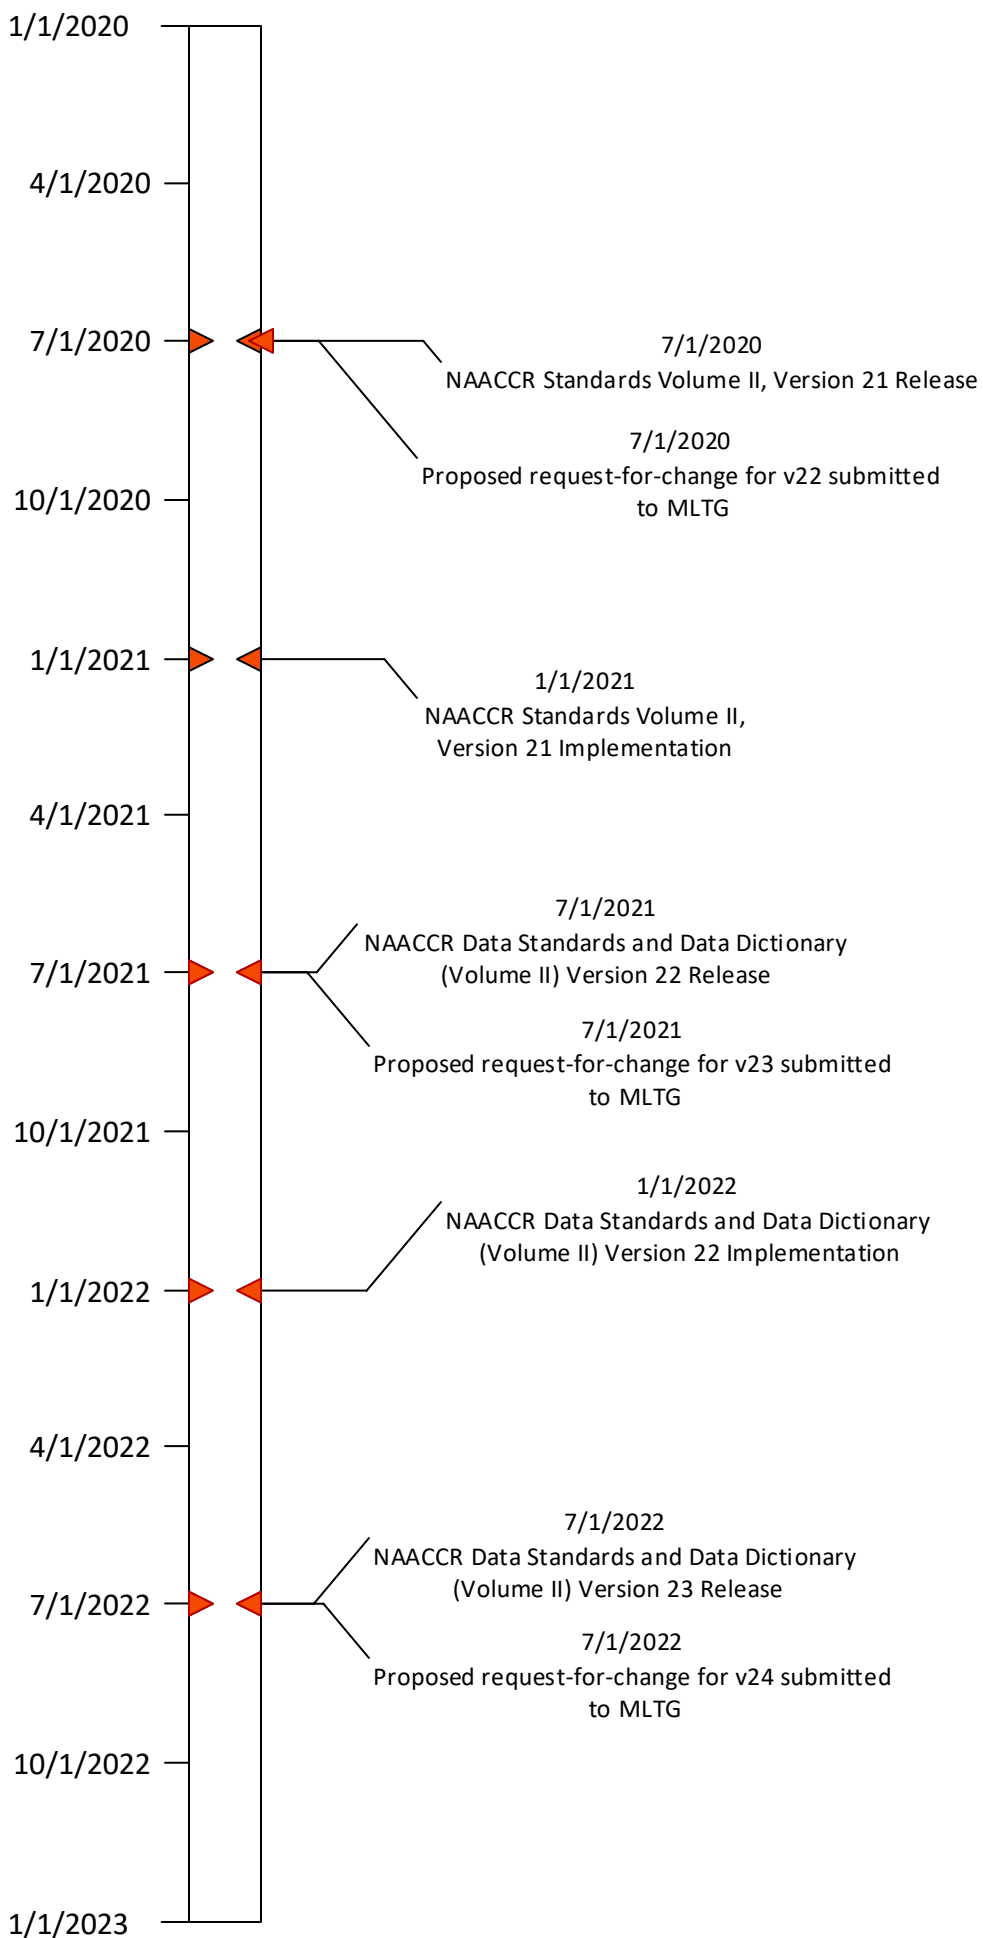 1/1/2020
4/1/2020
7/1/2020
7/1/2020
NAACCR Standards Volume II, Version 21 Release
7/1/2020
Proposed request-for-change for v22 submitted
to MLTG
10/1/2020
1/1/2021
1/1/2021
NAACCR Standards Volume II,
Version 21 Implementation
4/1/2021
7/1/2021
NAACCR Data Standards and Data Dictionary
(Volume II) Version 22 Release
7/1/2021
7/1/2021
Proposed request-for-change for v23 submitted
to MLTG
10/1/2021
1/1/2022
NAACCR Data Standards and Data Dictionary
(Volume II) Version 22 Implementation
1/1/2022
4/1/2022
7/1/2022
NAACCR Data Standards and Data Dictionary
(Volume II) Version 23 Release
7/1/2022
7/1/2022
Proposed request-for-change for v24 submitted
to MLTG
10/1/2022
1/1/2023